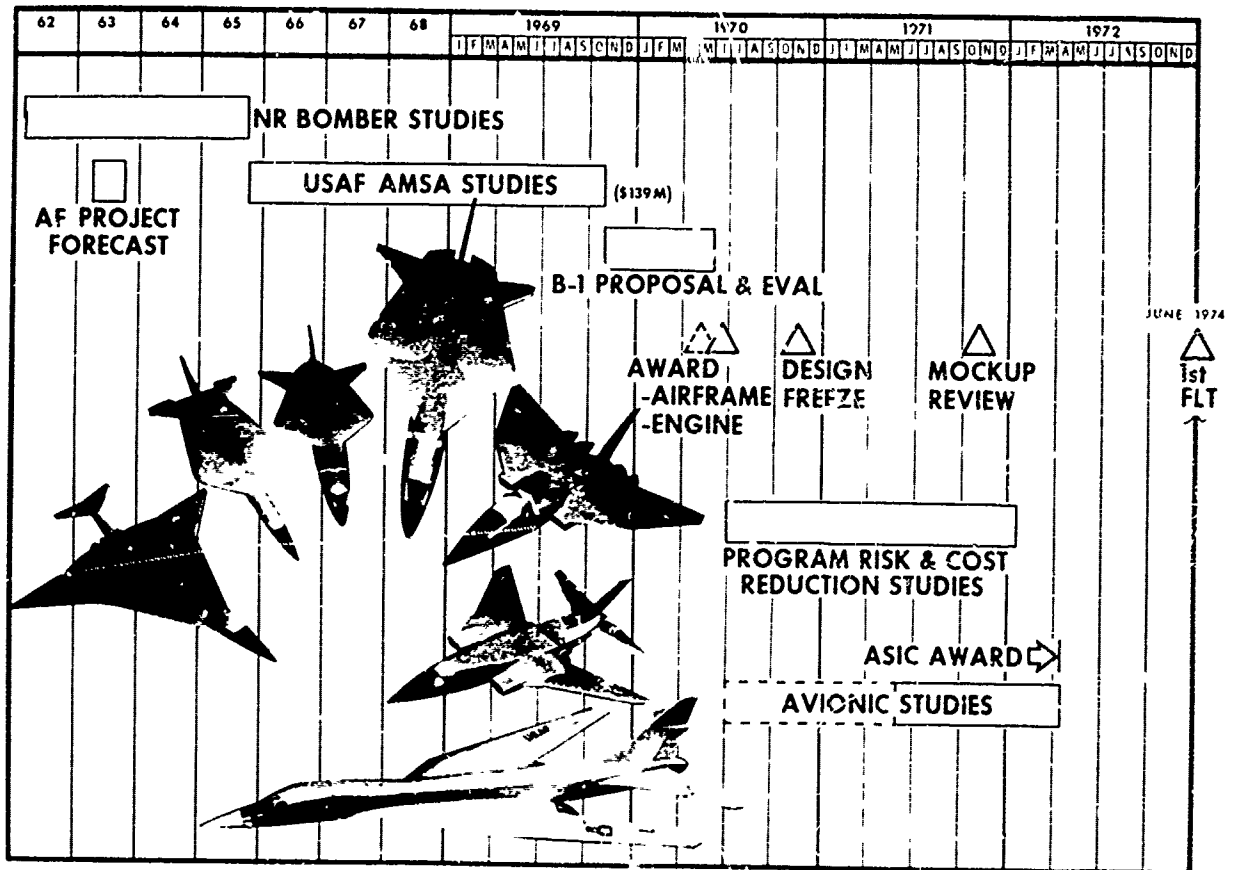 62 63 64 65 66 67 68 1969 1970 1971 1972
NR BOMBER STUDIES
USAF AMSA STUDIES
($139M)
AF PROJECT
FORECAST
B-1 PROPOSAL & EVAL
JUNE 1974
AWARD
-AIRFRAME
-ENGINE
DESIGN
FREEZE
MOCKUP
REVIEW
1st
FLT
PROGRAM RISK & COST
REDUCTION STUDIES
ASIC AWARD
AVIONIC STUDIES
USAF